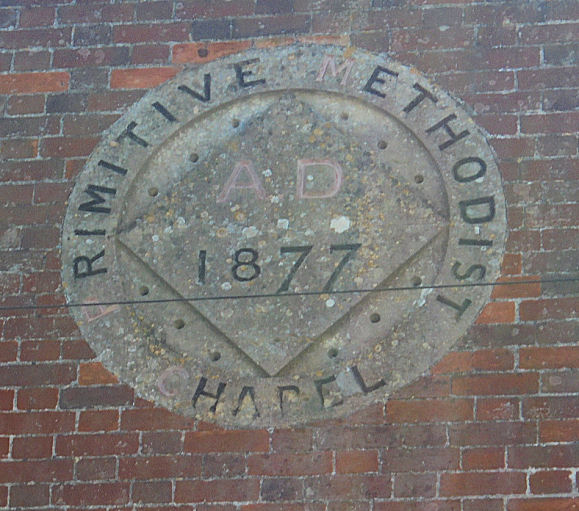 PRIMITIVE METHODIST
A D
1877
CHAPEL